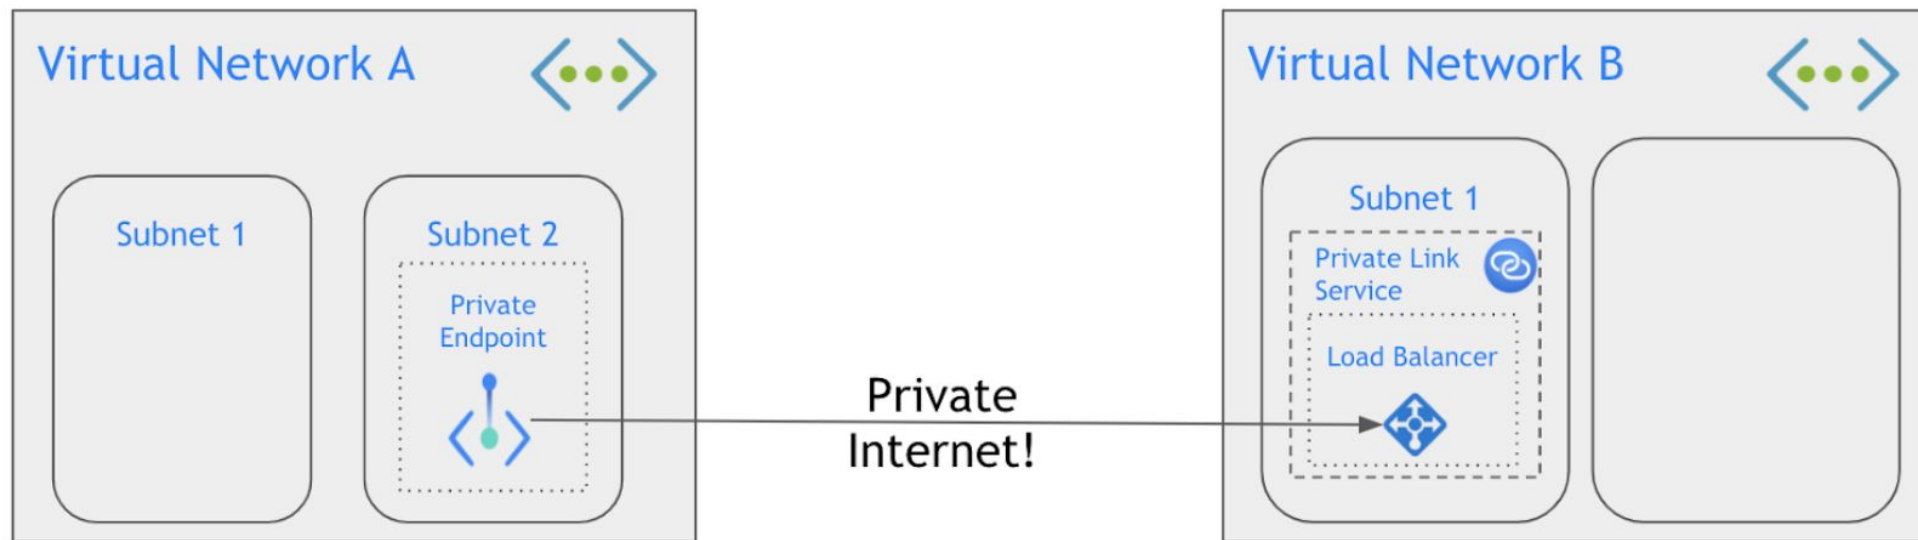 Virtual Network A
Subnet 1
Subnet 2
Private
Endpoint
Private
Internet!
Virtual Network B
Subnet 1
Private Link
Service
Load Balancer